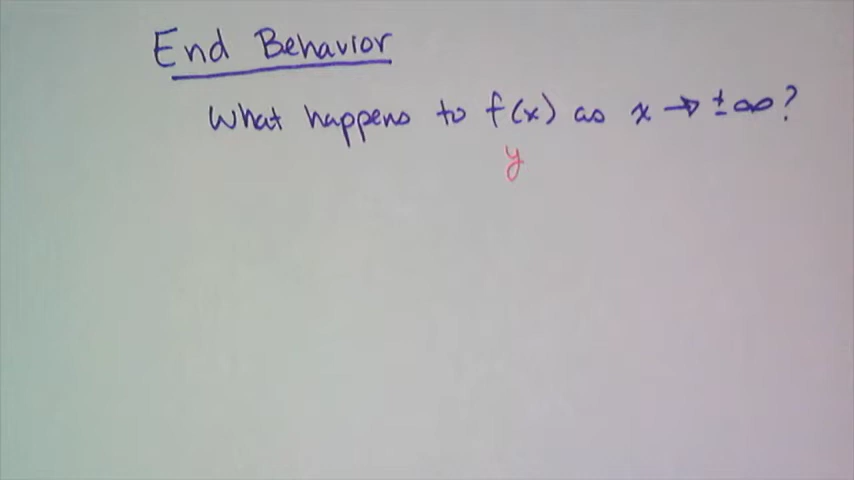 End Behavior
What happens to f(x) as x → ±∞?
y